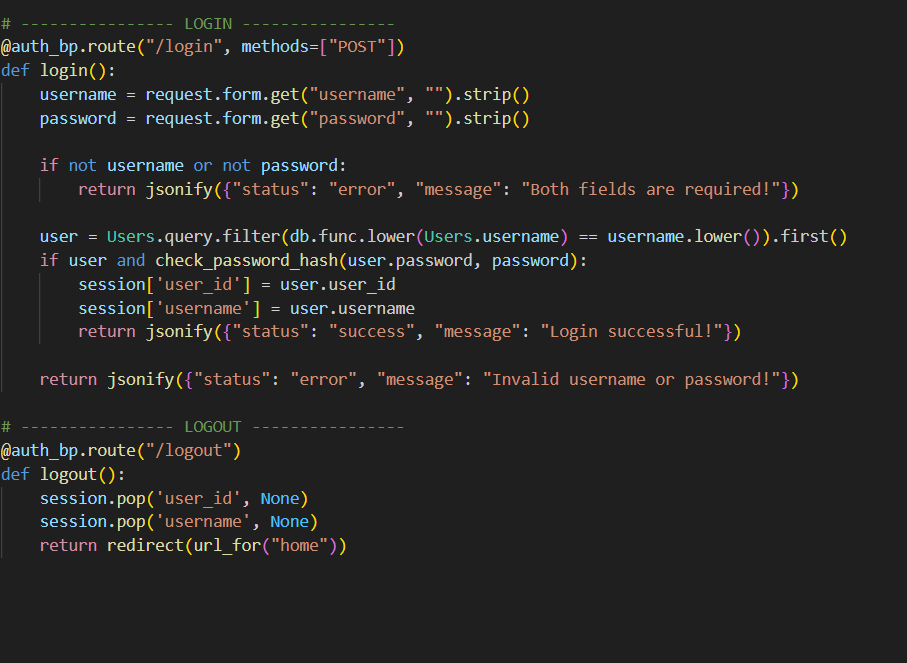 # ---------------- LOGIN ----------------
@auth_bp.route("/login", methods=["POST"])
def login():
    username = request.form.get("username", "").strip()
    password = request.form.get("password", "").strip()

    if not username or not password:
        return jsonify({"status": "error", "message": "Both fields are required!"})

    user = Users.query.filter(db.func.lower(Users.username) == username.lower()).first()
    if user and check_password_hash(user.password, password):
        session['user_id'] = user.user_id
        session['username'] = user.username
        return jsonify({"status": "success", "message": "Login successful!"})

    return jsonify({"status": "error", "message": "Invalid username or password!"})

# ---------------- LOGOUT ----------------
@auth_bp.route("/logout")
def logout():
    session.pop('user_id', None)
    session.pop('username', None)
    return redirect(url_for("home"))